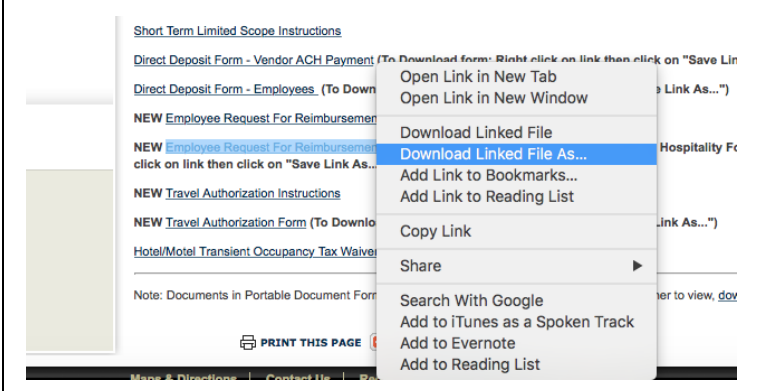 Short Term Limited Scope Instructions
Direct Deposit Form - Vendor ACH Payment (To Download form: Right click on link then click on "Save Lin
Direct Deposit Form - Employees (To Down
Link As...")
NEW Employee Request For Reimbursemen
NEW Employee Request For Reimbursemen
Hospitality Fo
click on link then click on "Save Link As..
NEW Travel Authorization Instructions
NEW Travel Authorization Form (To Downlo
Link As...")
Hotel/Motel Transient Occupancy Tax Waiver
Note: Documents in Portable Document Form
er to view, dow
PRINT THIS PAGE
Maps & Directions | Contact Us |
Open Link in New Tab
Open Link in New Window
Download Linked File
Download Linked File As...
Add Link to Bookmarks...
Add Link to Reading List
Copy Link
Share
Search With Google
Add to iTunes as a Spoken Track
Add to Evernote
Add to Reading List